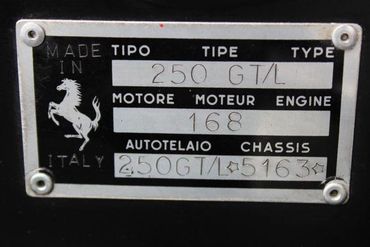 MADE IN ITALY
TIPO TIPE TYPE
250 GT/L
MOTORE MOTEUR ENGINE
168
AUTOTELAIO CHASSIS
250GT/L✩5163✩